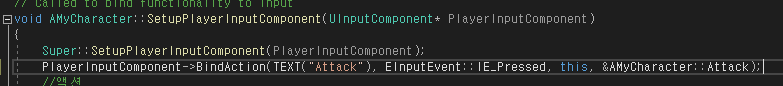 // Called to bind functionality to input
void AMyCharacter::SetupPlayerInputComponent(UInputComponent* PlayerInputComponent)
{
Super::SetupPlayerInputComponent(PlayerInputComponent);
PlayerInputComponent->BindAction(TEXT("Attack"), EInputEvent::IE_Pressed, this, &AMyCharacter::Attack);
//액션